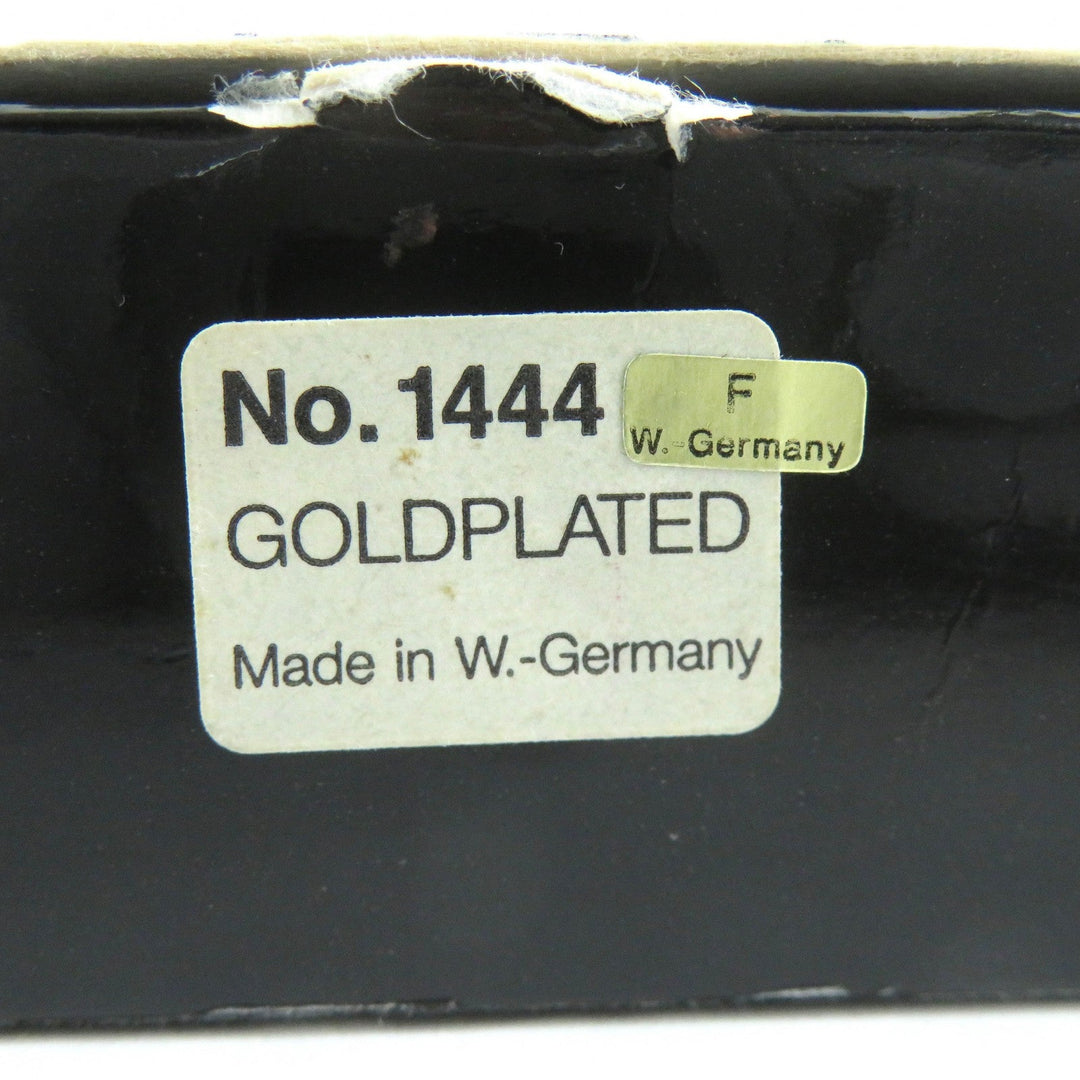 No. 1444
F
W.-Germany
GOLDPLATED
Made in W.-Germany